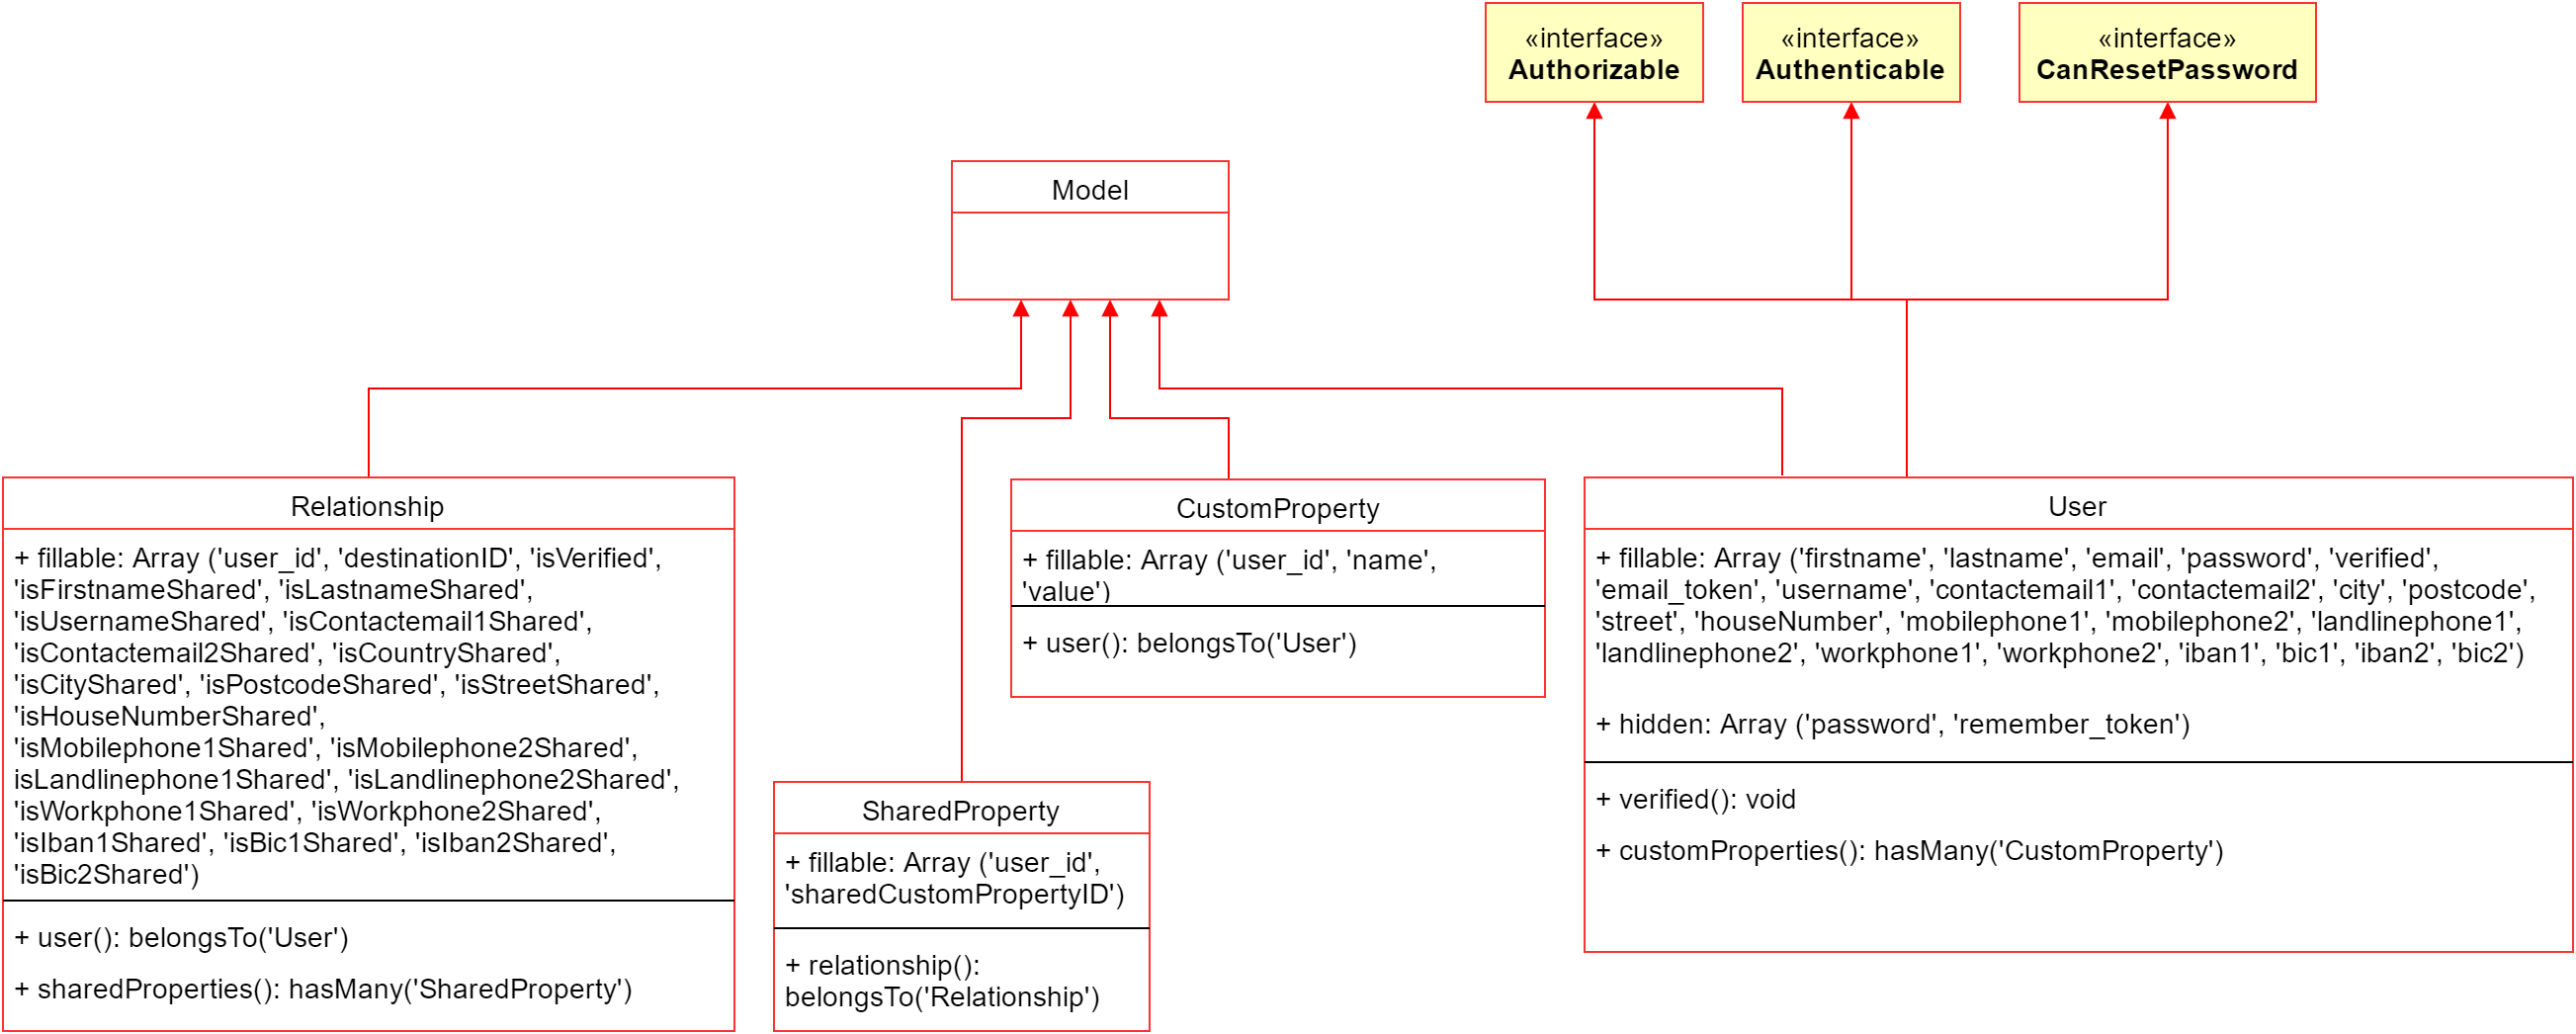 «interface»
Authorizable
«interface»
Authenticable
«interface»
CanResetPassword
Model
Relationship
+ fillable: Array ('user_id', 'destinationID', 'isVerified',
'isFirstnameShared', 'isLastnameShared',
'isUsernameShared', 'isContactemail1Shared',
'isContactemail2Shared', 'isCountryShared',
'isCityShared', 'isPostcodeShared', 'isStreetShared',
'isHouseNumberShared',
'isMobilephone1Shared', 'isMobilephone2Shared',
isLandlinephone1Shared', 'isLandlinephone2Shared',
'isWorkphone1Shared', 'isWorkphone2Shared',
'isIban1Shared', 'isBic1Shared', 'isIban2Shared',
'isBic2Shared')
+ user(): belongsTo('User')
+ sharedProperties(): hasMany('SharedProperty')
SharedProperty
+ fillable: Array ('user_id',
'sharedCustomPropertyID')
+ relationship():
belongsTo('Relationship')
CustomProperty
+ fillable: Array ('user_id', 'name',
'value')
+ user(): belongsTo('User')
User
+ fillable: Array ('firstname', 'lastname', 'email', 'password', 'verified',
'email_token', 'username', 'contactemail1', 'contactemail2', 'city', 'postcode',
'street', 'houseNumber', 'mobilephone1', 'mobilephone2', 'landlinephone1',
'landlinephone2', 'workphone1', 'workphone2', 'iban1', 'bic1', 'iban2', 'bic2')
+ hidden: Array ('password', 'remember_token')
+ verified(): void
+ customProperties(): hasMany('CustomProperty')